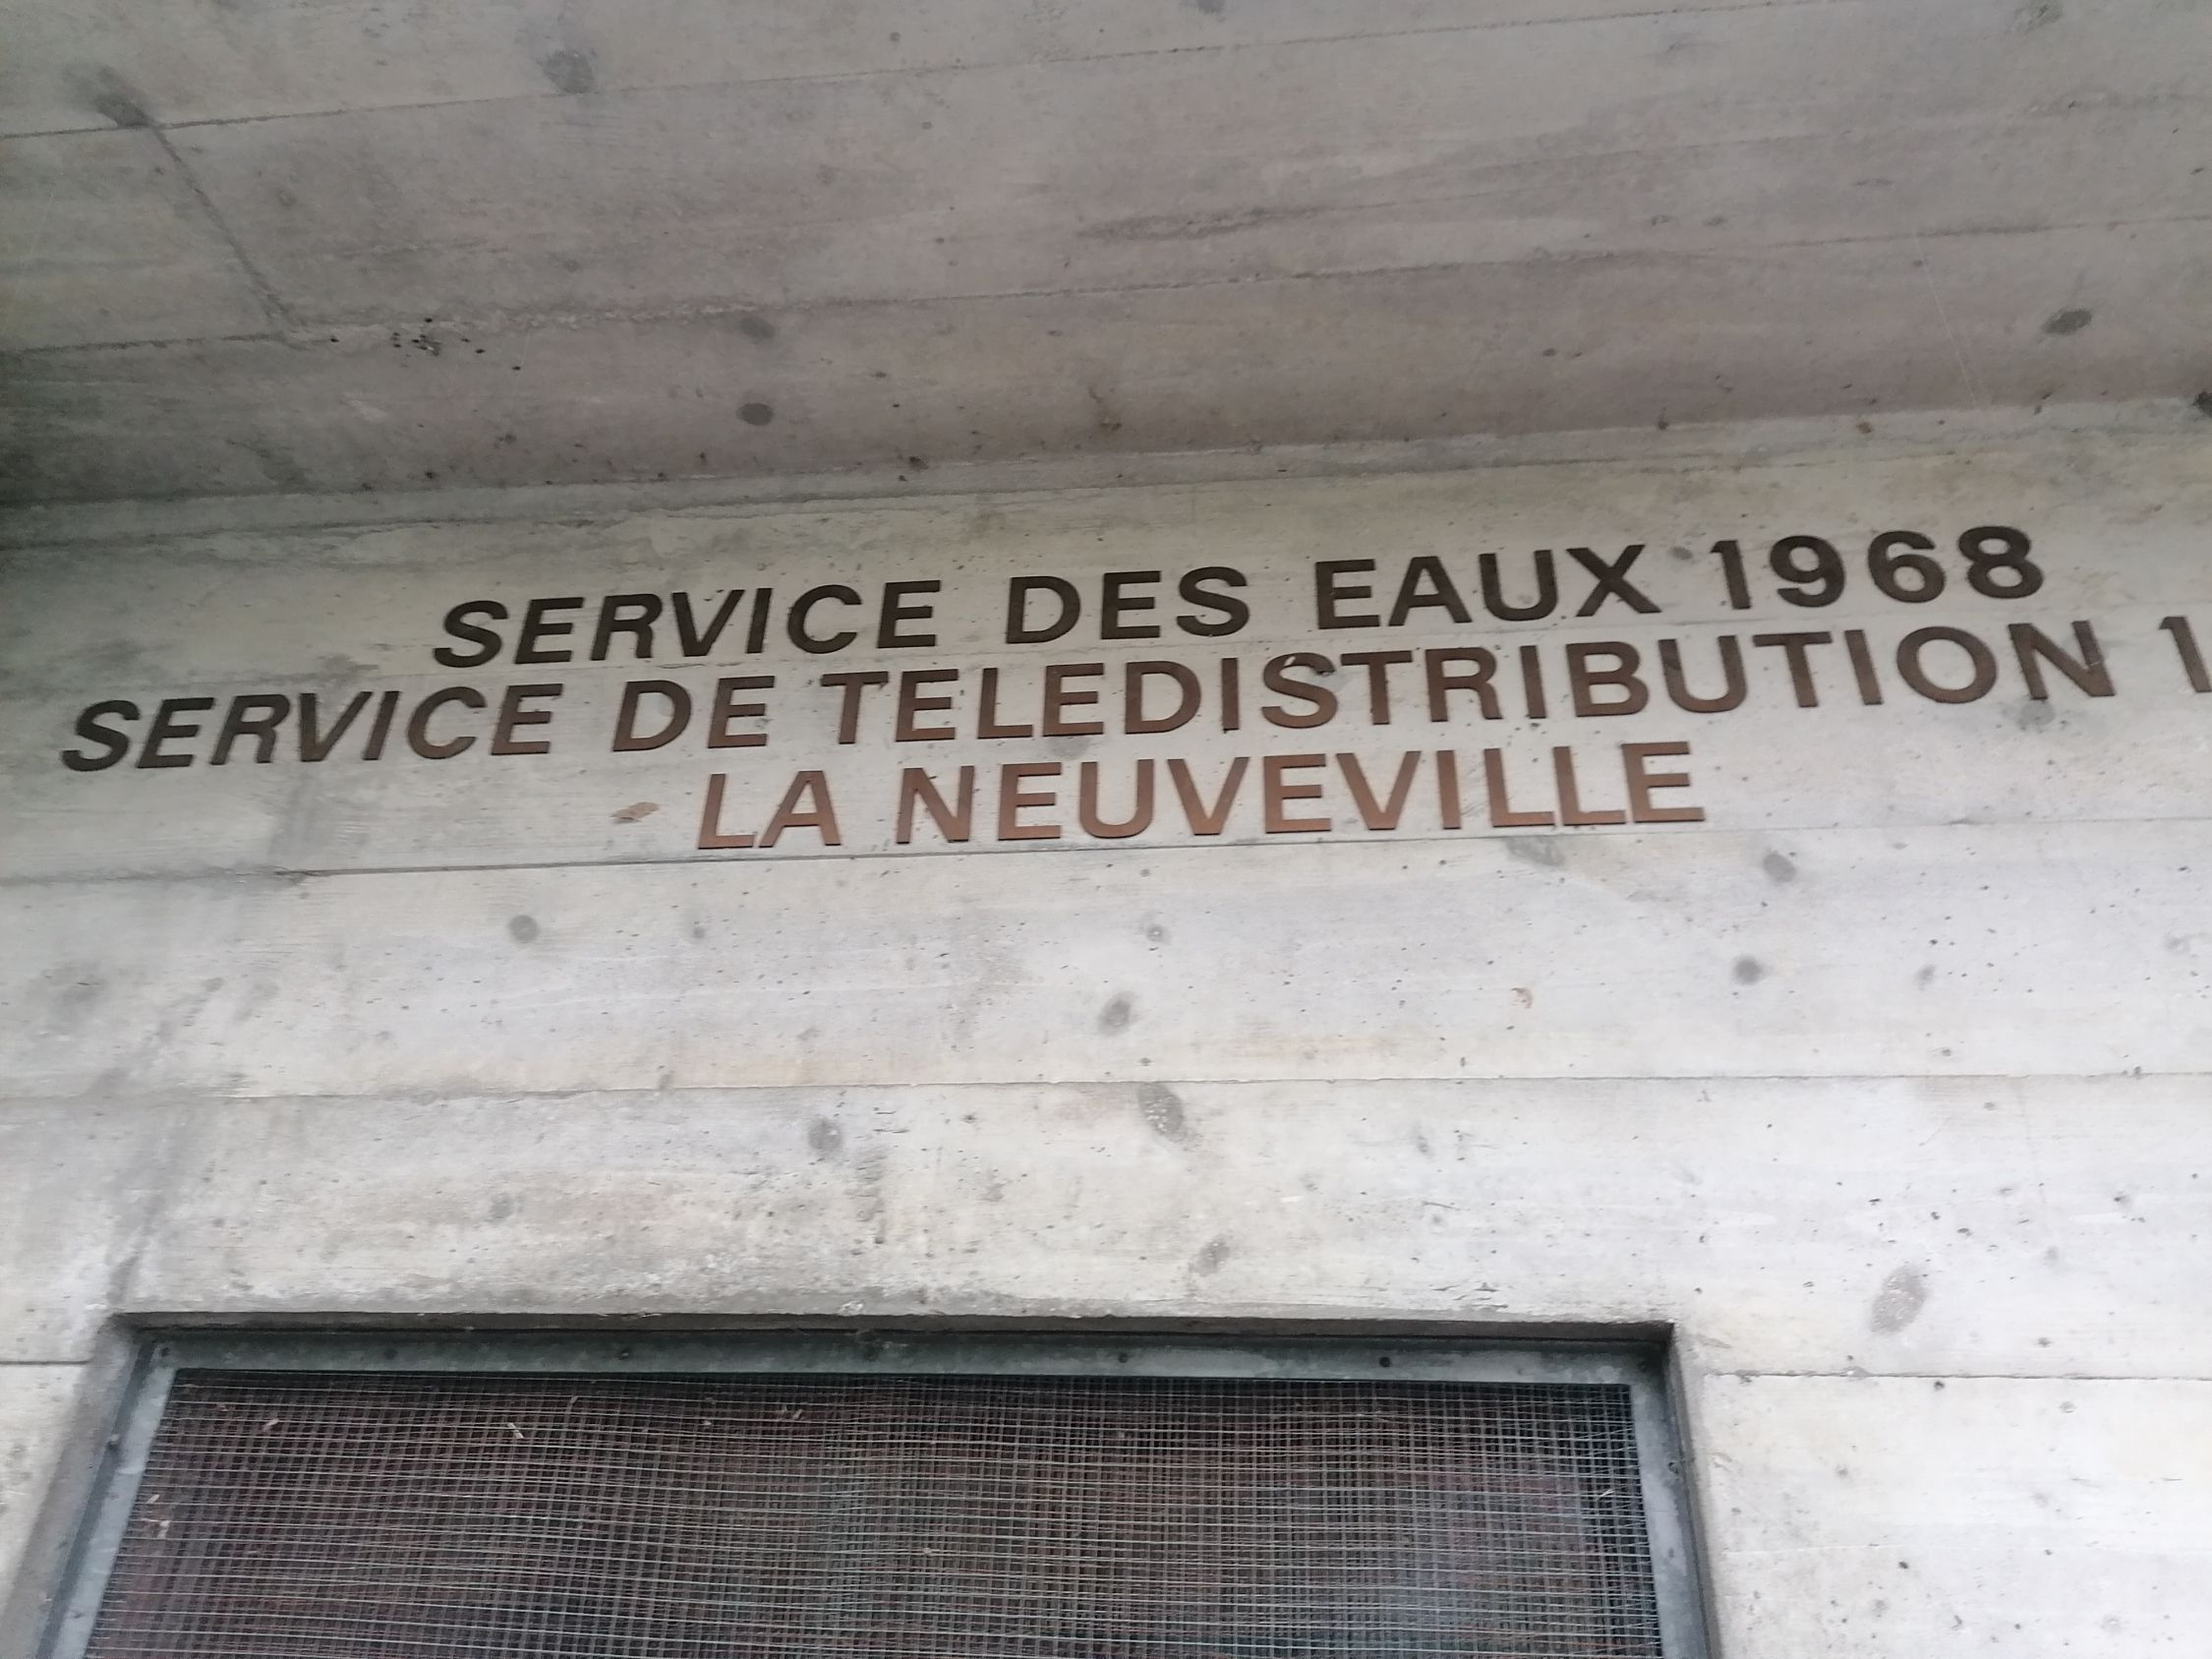 SERVICE DES EAUX 1968
SERVICE DE TELEDISTRIBUTION
LA NEUVEVILLE